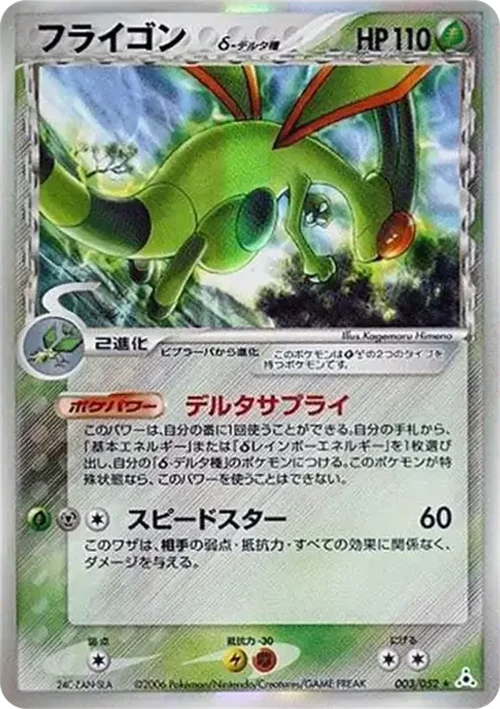 フライゴン δ-デルタ種 HP110
Illus. Kagemaru Himeno
2進化 ビブラーバから進化
このポケモンは の2つのタイプを
持つポケモンです。
ポケパワー デルタサプライ
このパワーは、自分の番に1回使うことができる。自分の手札から、
「基本エネルギー」または「δレインボーエネルギー」を1枚選び
出し、自分の「δ-デルタ種」のポケモンにつける。このポケモンが特
殊状態なら、このパワーを使うことはできない。
スピードスター 60
このワザは、相手の弱点・抵抗力・すべての効果に関係なく、
ダメージを与える。
弱点 抵抗力 -30 にげる
24C-ZAN-SLA ©2006 Pokémon/Nintendo/Creatures/GAME FREAK 003/052 ★